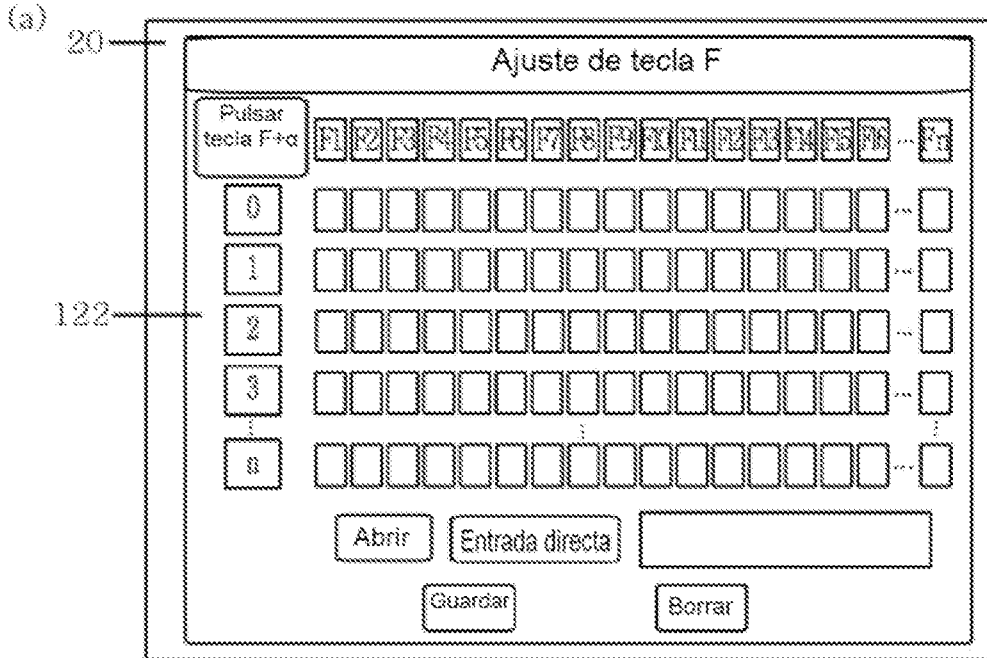 (a)
20
Ajuste de tecla F
Pulsar
tecla F+α
F1 F2 F3 F4 F5 F6 F7 F8 F9 F10 F11 F12 F13 F14 F15 F16 ... Fn
0
...
1
...
122
2
...
3
...
n
...
Abrir Entrada directa
Guardar Borrar